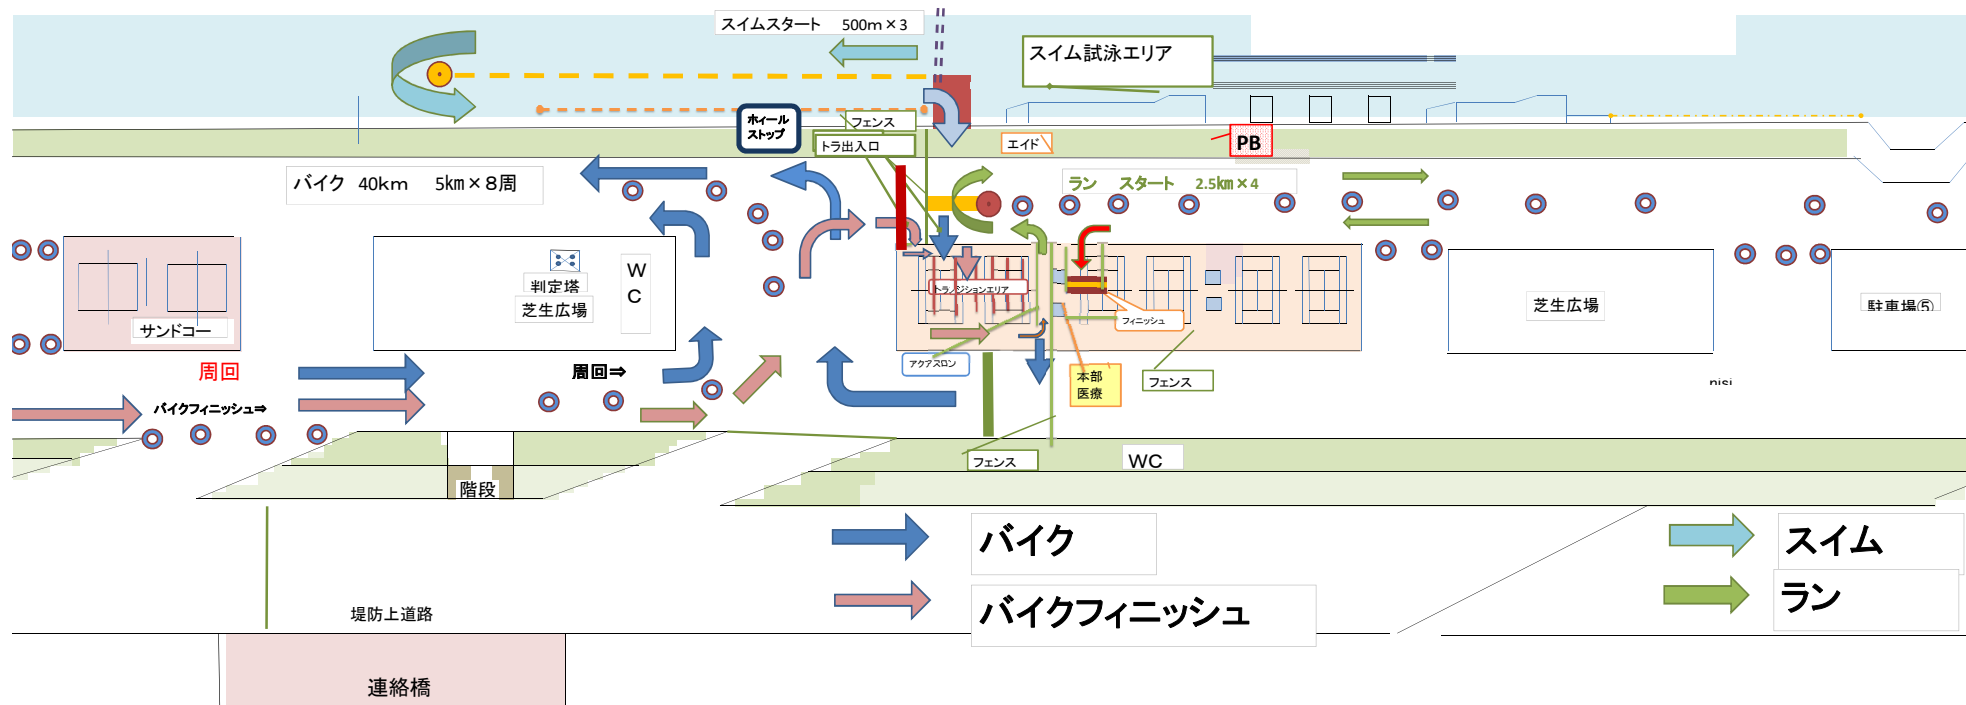 スイムスタート 500m×3
スイム試泳エリア
ホィール
ストップ
フェンス
トラ出入口
エイド
PB
バイク 40km 5km×8周
ラン スタート 2.5km×4
判定塔
芝生広場
W
C
サンドコー
トランジションエリア
フィニッシュ
芝生広場
駐車場⑤
周回
周回⇒
アクアスロン
本部
医療
フェンス
nisi
バイクフィニッシュ⇒
フェンス
WC
階段
バイク
スイム
バイクフィニッシュ
ラン
堤防上道路
連絡橋